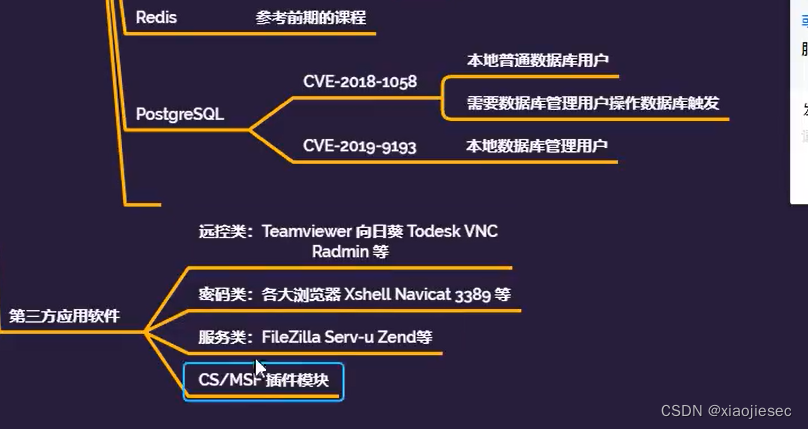 Redis 参考前期的课程
本地普通数据库用户
CVE-2018-1058
需要数据库管理用户操作数据库触发
PostgreSQL
CVE-2019-9193 本地数据库管理用户
远控类：Teamviewer 向日葵 Todesk VNC
Radmin 等
密码类：各大浏览器 Xshell Navicat 3389 等
第三方应用软件
服务类：FileZilla Serv-u Zend等
CS/MSF 插件模块
CSDN @xiaojiesec